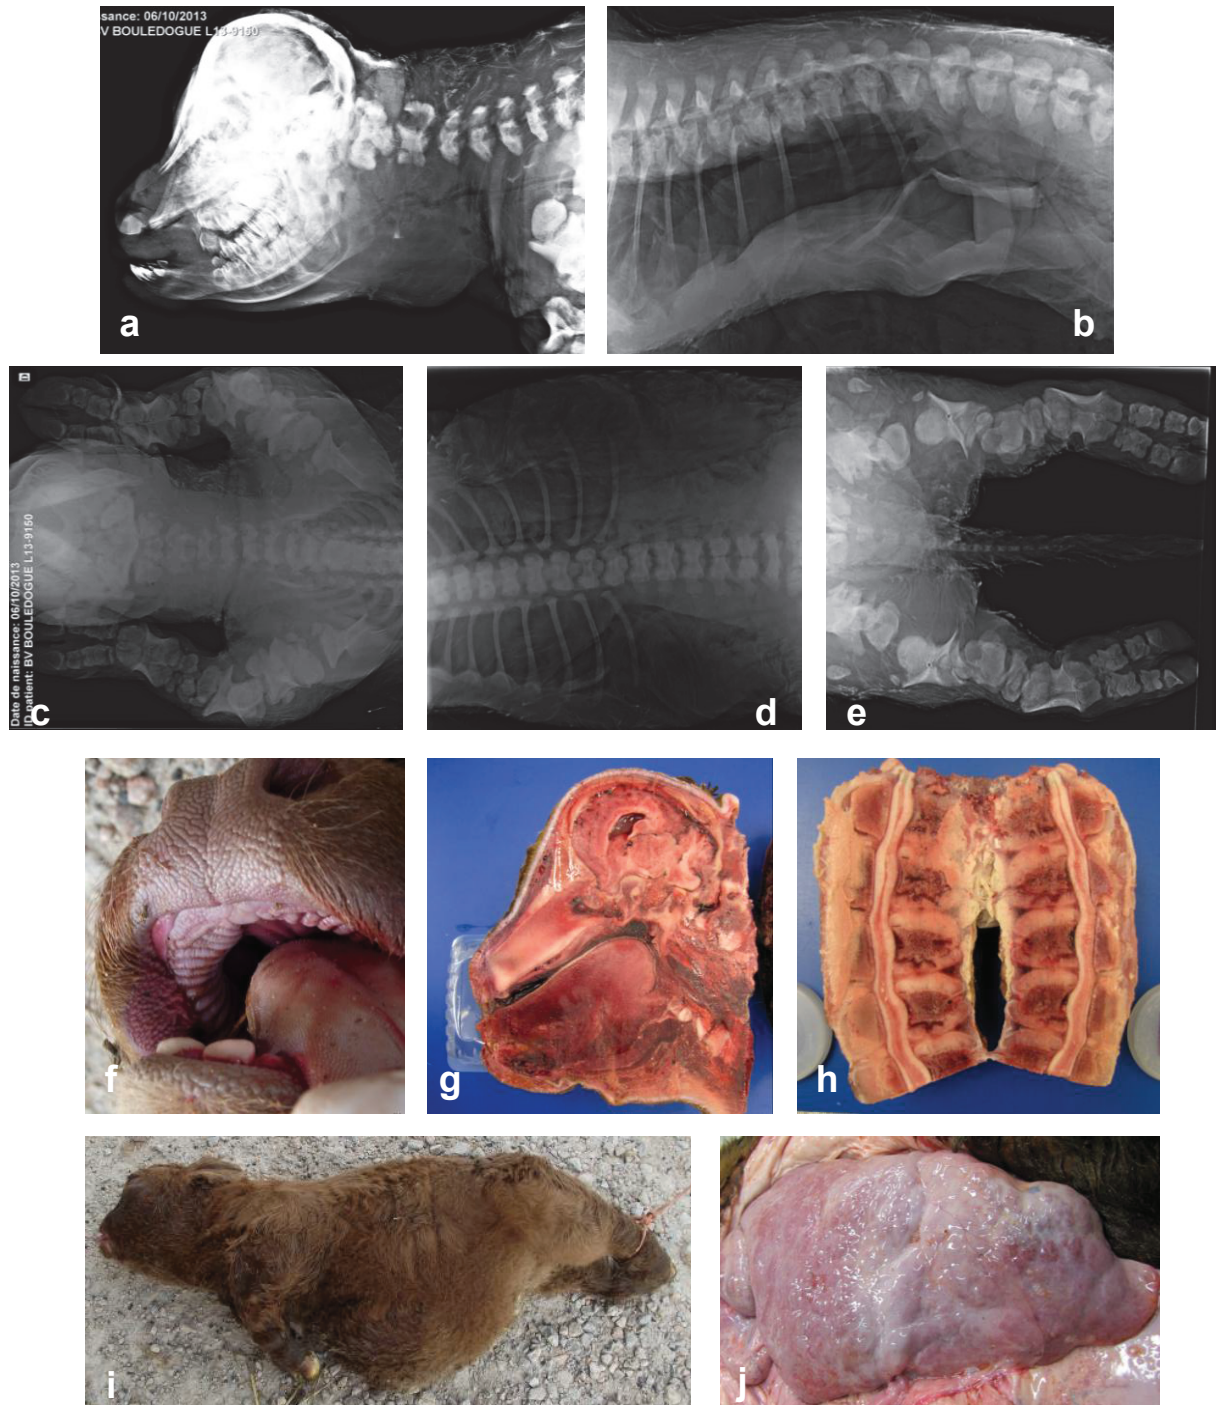 sance: 06/10/2013
V BOULEDOGUE L13-9150
a
b
Date de naissance: 06/10/2013
ID patient: BV BOULEDOGUE L13-9150
c
d
e
f
g
h
i
j